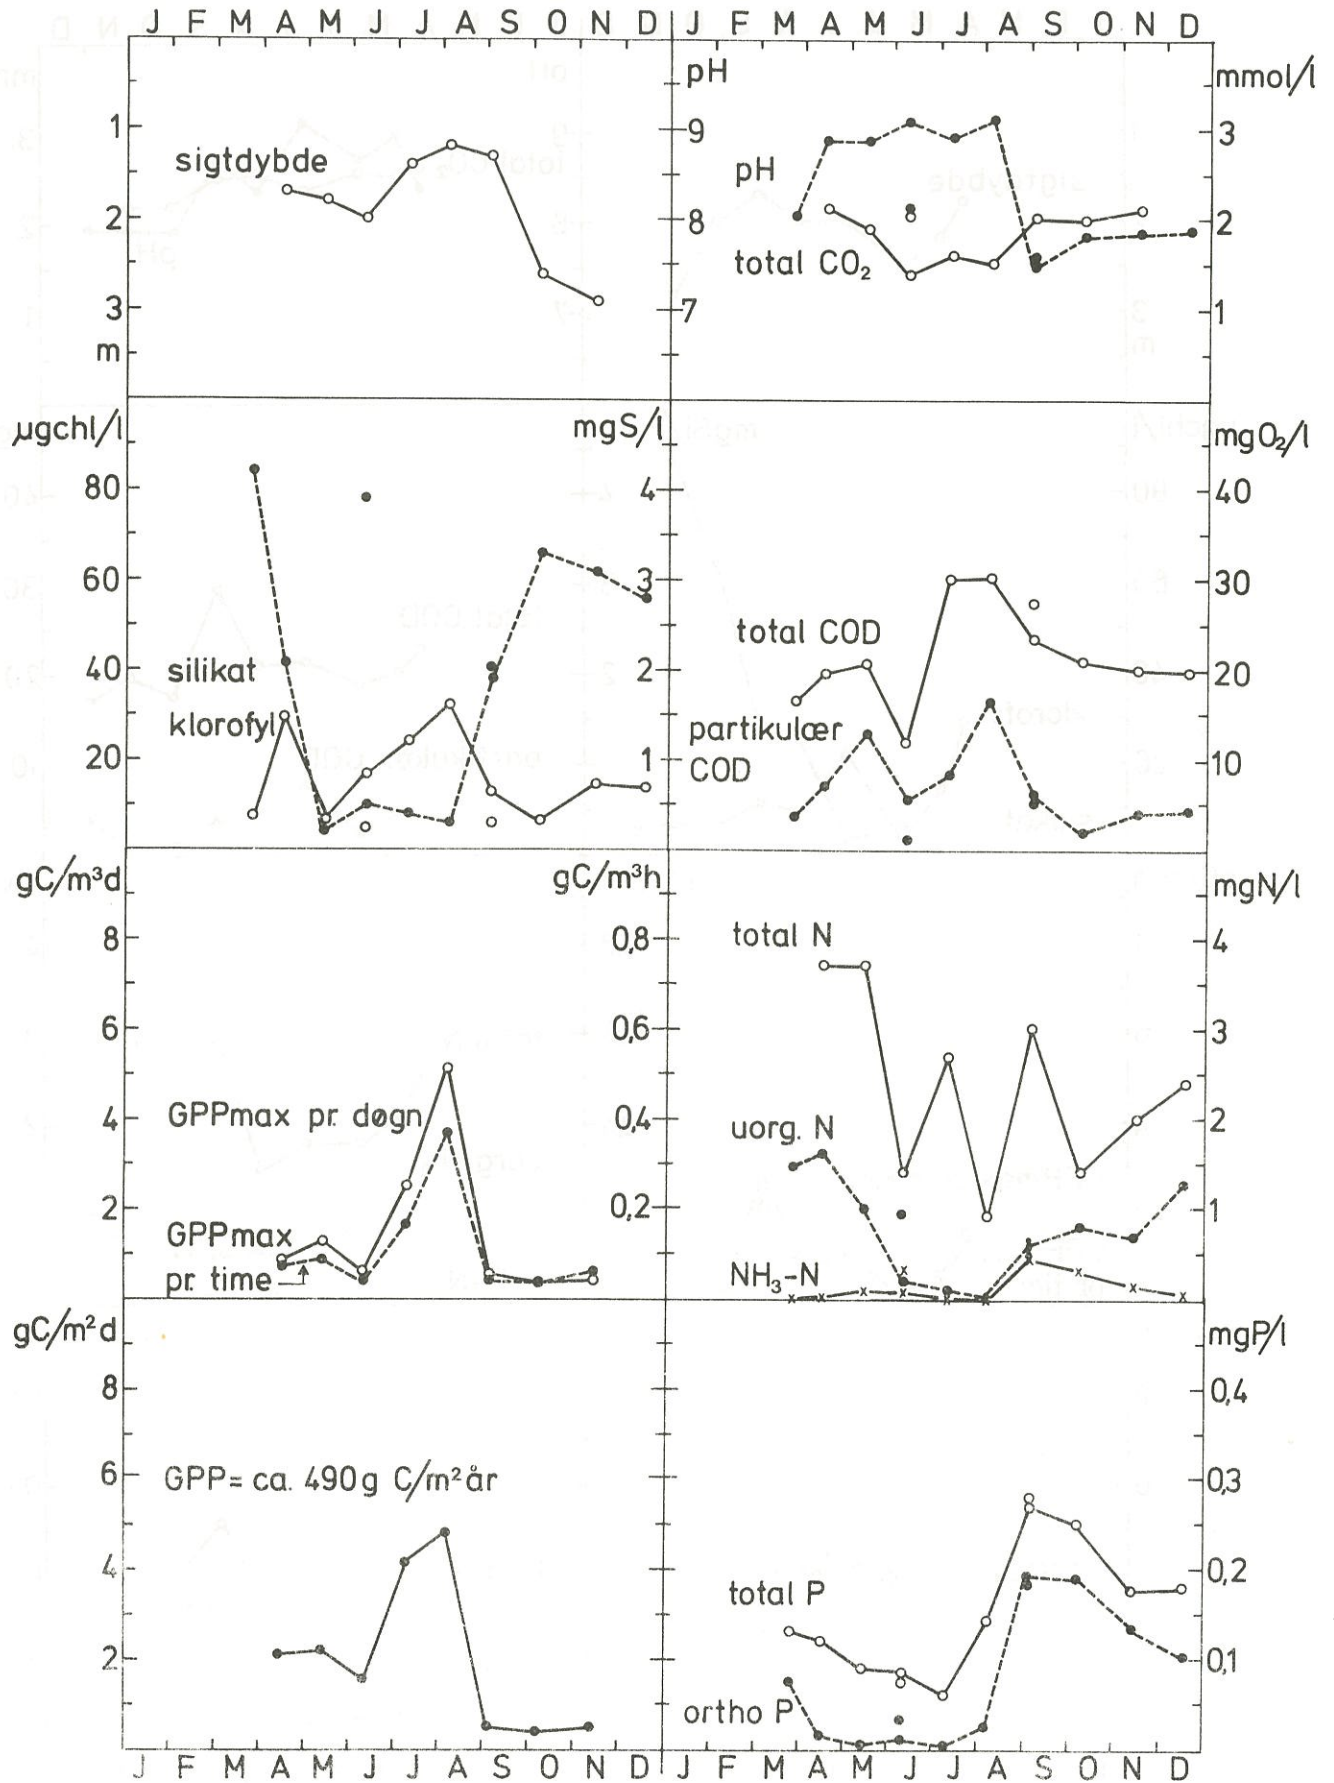 J F M A M J J A S O N D
J F M A M J J A S O N D
1
2
3
m
sigtdybde
pH
9
8
7
pH
total CO₂
mmol/l
3
2
1
µgchl/l
80
60
40
20
silikat
klorofyl
mgS/l
4
3
2
1
total COD
partikulær
COD
mgO₂/l
40
30
20
10
gC/m³d
8
6
4
2
GPPmax pr. døgn
GPPmax
pr. time
gC/m³h
0,8
0,6
0,4
0,2
total N
uorg. N
NH₃-N
mgN/l
4
3
2
1
gC/m²d
8
6
4
2
GPP= ca. 490g C/m² år
total P
ortho P
mgP/l
0,4
0,3
0,2
0,1
J F M A M J J A S O N D
J F M A M J J A S O N D